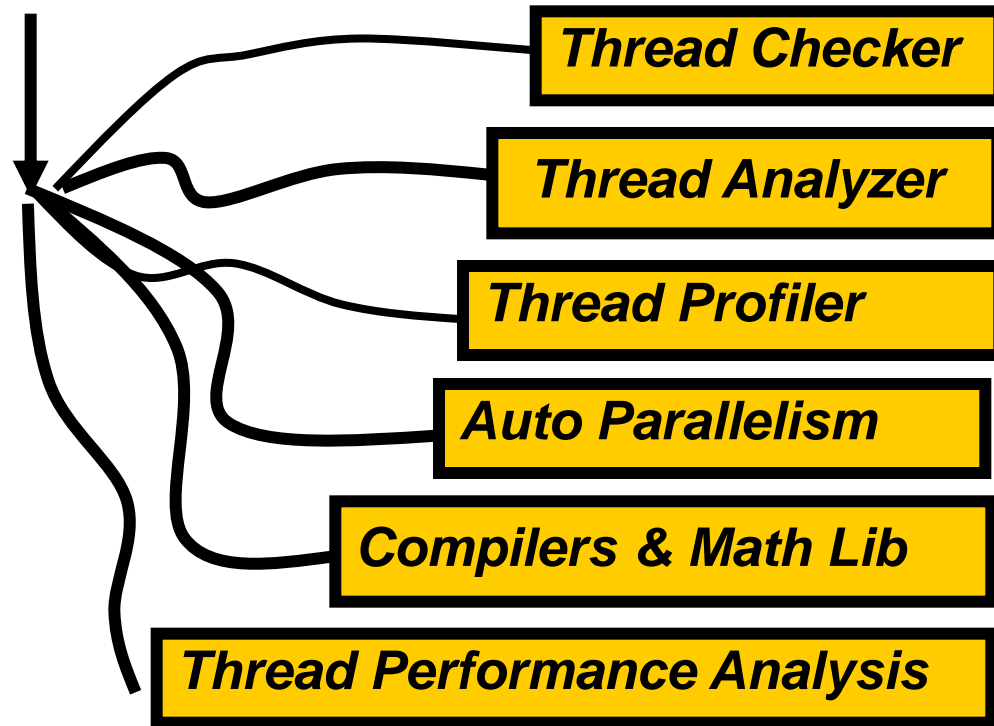 Thread Checker
Thread Analyzer
Thread Profiler
Auto Parallelism
Compilers & Math Lib
Thread Performance Analysis